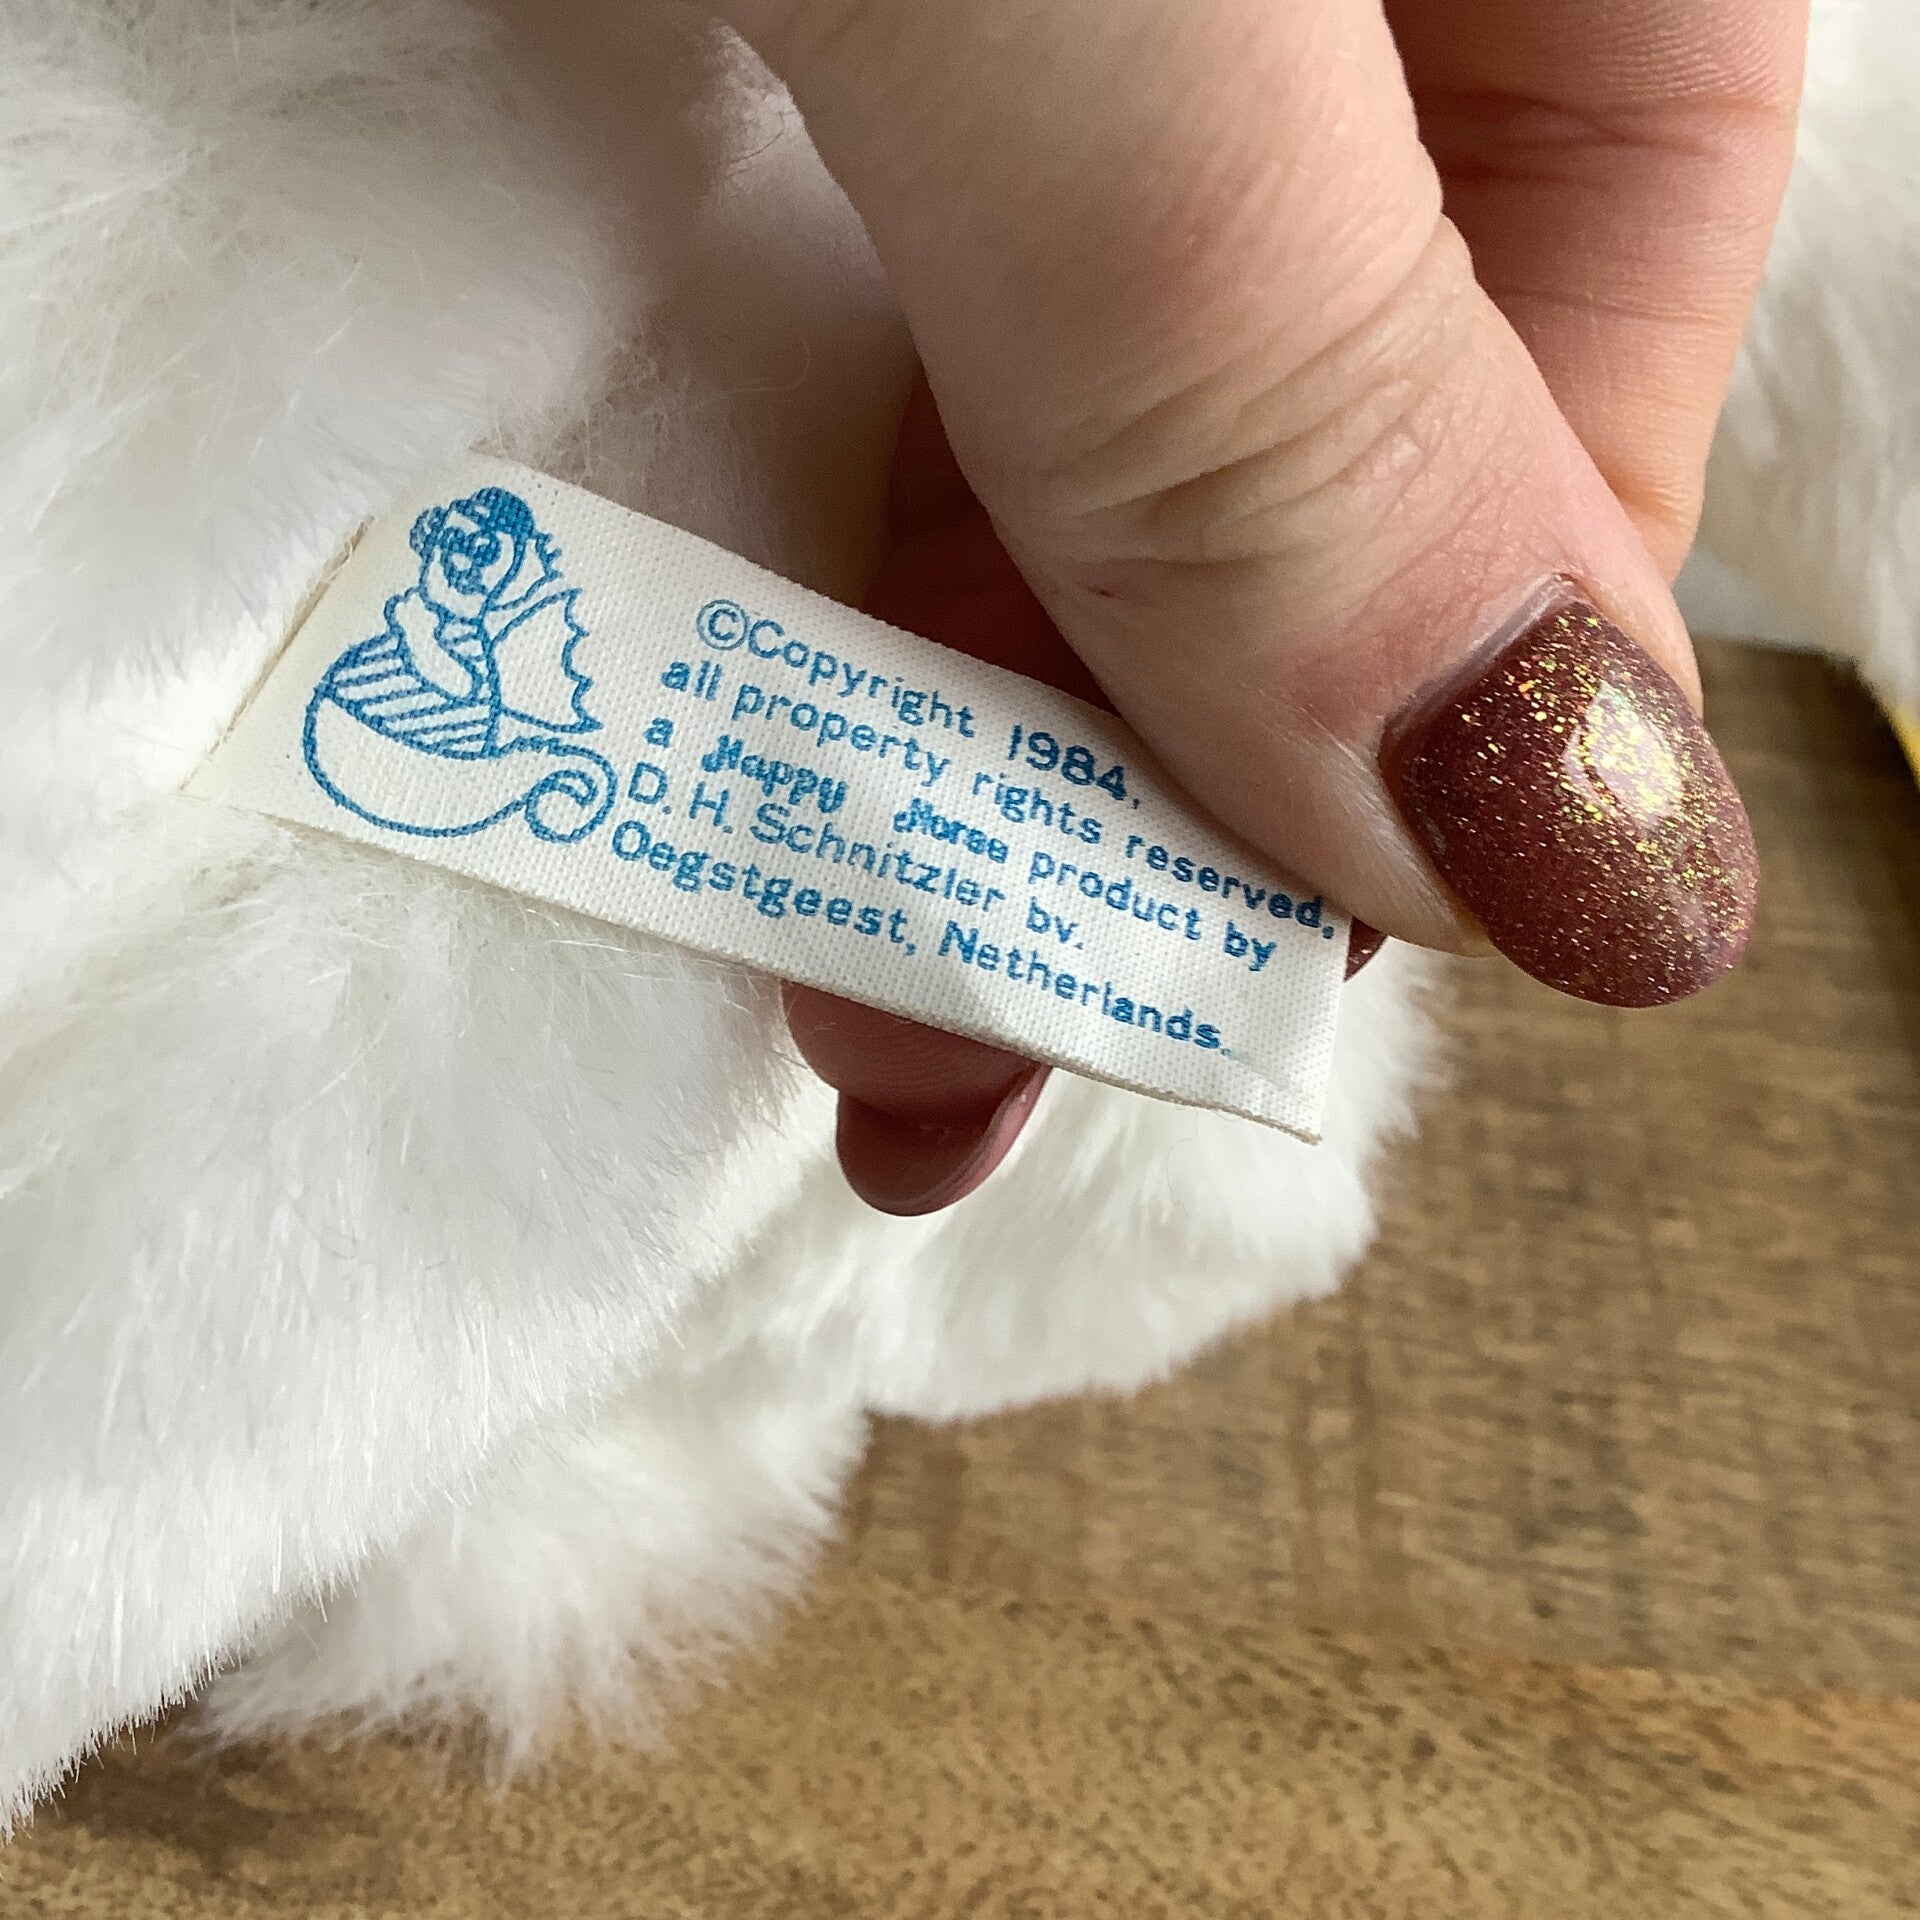 ©Copyright 1984,
all property rights reserved,
a Happy Horse product by
D. H. Schnitzler bv.
Oegstgeest, Netherlands.